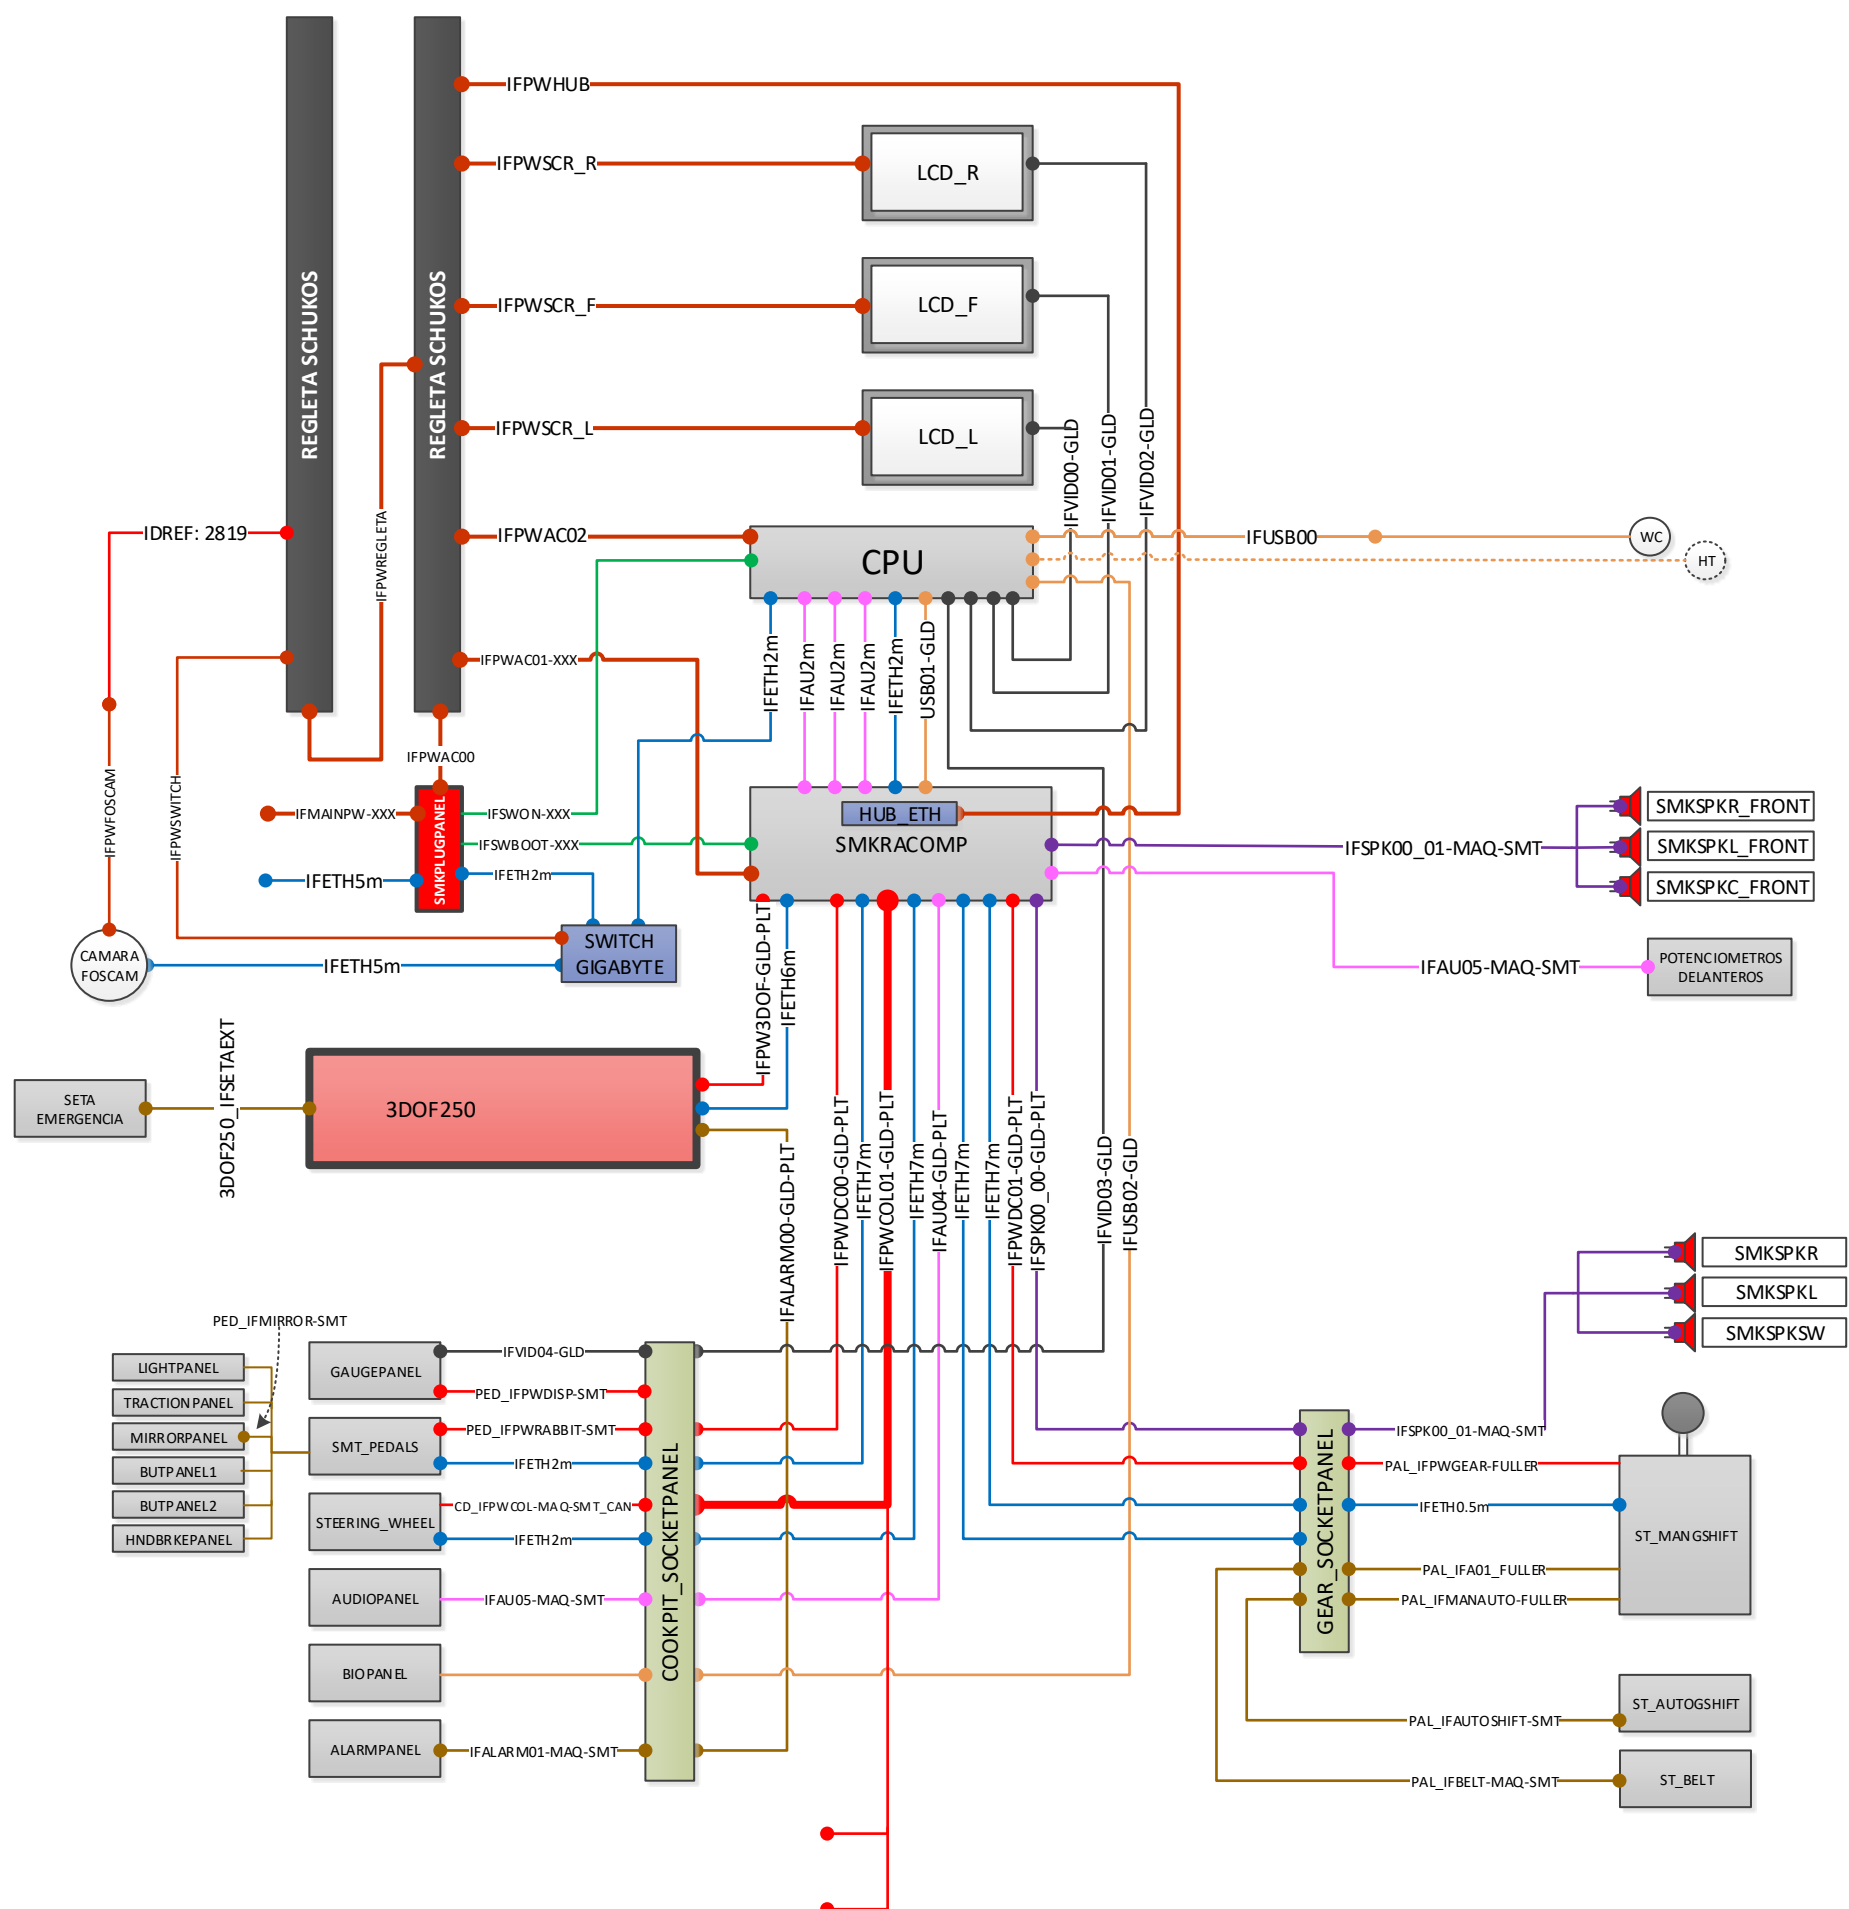 IFPWHUB
IFPWSCR_R
LCD_R
REGLETA SCHUKOS
REGLETA SCHUKOS
IFPWSCR_F
LCD_F
IFPWSCR_L
LCD_L
IFVID00-GLD
IFVID01-GLD
IFVID02-GLD
IDREF: 2819
IFPWREGLETA
IFPWAC02
CPU
IFUSB00
WC
HT
IFPWAC01-XXX
IFETH2m
IFAU2m
IFAU2m
IFAU2m
IFETH2m
USB01-GLD
IFPWAC00
IFPWFOSCAM
IFPWSWITCH
IFMAINPW-XXX
SMKPLUGPANEL
IFSWON-XXX
IFSWBOOT-XXX
HUB_ETH
SMKRACOMP
IFETH5m
IFETH2m
IFSPK00_01-MAQ-SMT
SMKSPKR_FRONT
SMKSPKL_FRONT
SMKSPKC_FRONT
CAMARA
FOSCAM
IFETH5m
SWITCH
GIGABYTE
IFAU05-MAQ-SMT
POTENCIOMETROS
DELANTEROS
IFPW3DOF-GLD-PLT
IFETH6m
SETA
EMERGENCIA
3DOF250_IFSETAEXT
3DOF250
IFALARM00-GLD-PLT
IFPWDC00-GLD-PLT
IFETH7m
IFPWCOL01-GLD-PLT
IFETH7m
IFAU04-GLD-PLT
IFETH7m
IFETH7m
IFPWDC01-GLD-PLT
IFSPK00_00-GLD-PLT
IFVID03-GLD
IFUSB02-GLD
SMKSPKR
SMKSPKL
SMKSPKSW
PED_IFMIRROR-SMT
LIGHTPANEL
TRACTIONPANEL
MIRRORPANEL
BUTPANEL1
BUTPANEL2
HNDBRKEPANEL
GAUGEPANEL
IFVID04-GLD
PED_IFPWDISP-SMT
SMT_PEDALS
PED_IFPWRABBIT-SMT
IFETH2m
STEERING_WHEEL
CD_IFPWCOL-MAQ-SMT_CAN
IFETH2m
AUDIOPANEL
IFAU05-MAQ-SMT
BIOPANEL
ALARMPANEL
IFALARM01-MAQ-SMT
COOKPIT_SOCKETPANEL
GEAR_SOCKETPANEL
IFSPK00_01-MAQ-SMT
PAL_IFPWGEAR-FULLER
IFETH0.5m
ST_MANGSHIFT
PAL_IFA01_FULLER
PAL_IFMANAUTO-FULLER
ST_AUTOGSHIFT
PAL_IFAUTOSHIFT-SMT
ST_BELT
PAL_IFBELT-MAQ-SMT